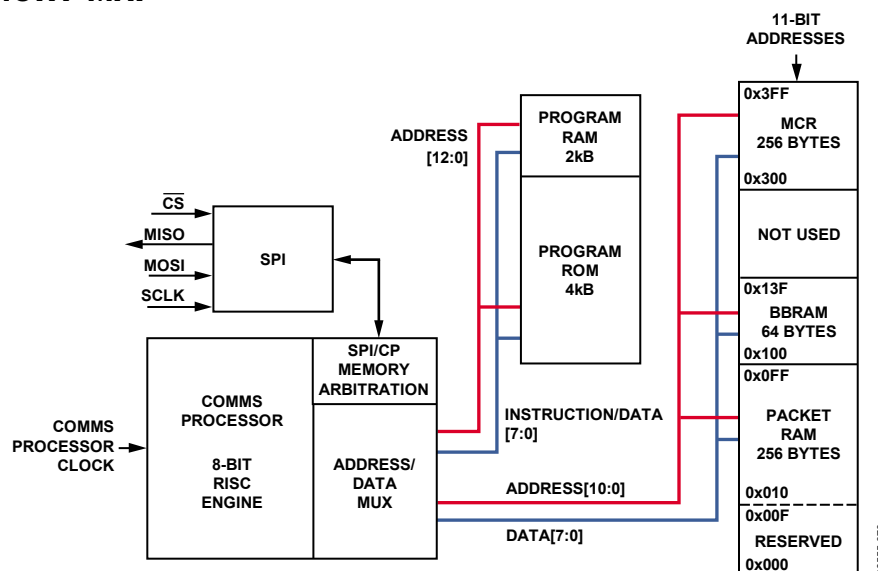 11-BIT
ADDRESSES
0x3FF
MCR
256 BYTES
0x300
NOT USED
0x13F
BBRAM
64 BYTES
0x100
0x0FF
PACKET
RAM
256 BYTES
0x010
0x00F
RESERVED
0x000
PROGRAM
RAM
2kB
PROGRAM
ROM
4kB
ADDRESS
[12:0]
CS
MISO
MOSI
SCLK
SPI
SPI/CP
MEMORY
ARBITRATION
COMMS
PROCESSOR
8-BIT
RISC
ENGINE
ADDRESS/
DATA
MUX
COMMS
PROCESSOR
CLOCK
INSTRUCTION/DATA
[7:0]
ADDRESS[10:0]
DATA[7:0]